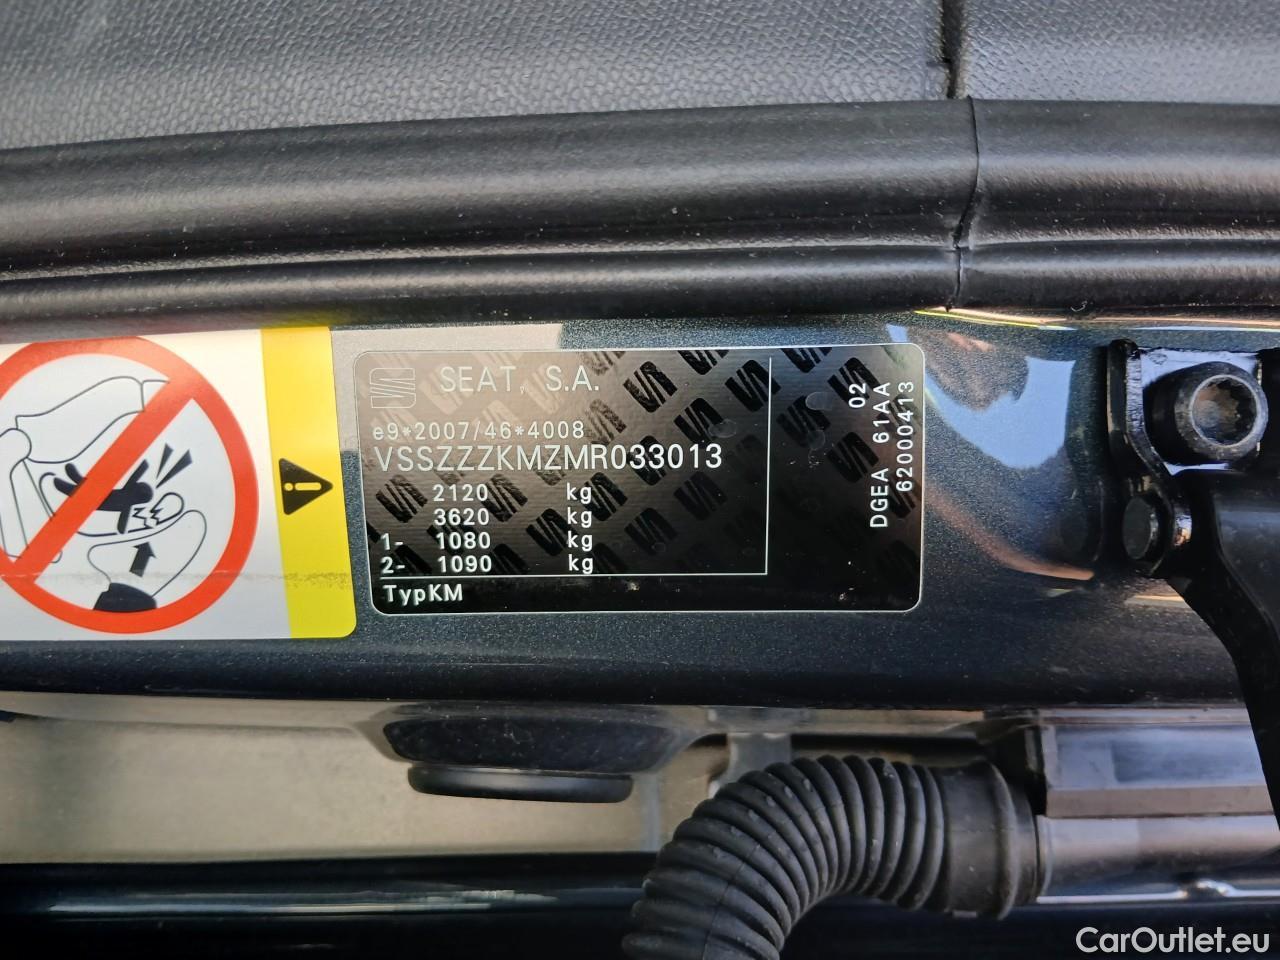 SEAT, S.A.
e9*2007/46*4008
VSSZZZKMZMR033013
2120 kg
3620 kg
1- 1080 kg
2- 1090 kg
TypKM
DGEA 61AA 02
62000413
CarOutlet.eu